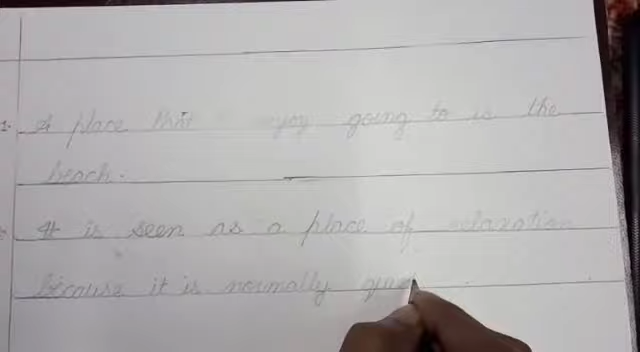 1. A place that enjoy going to is the
beach.
It is seen as a place of relaxation
because it is normally